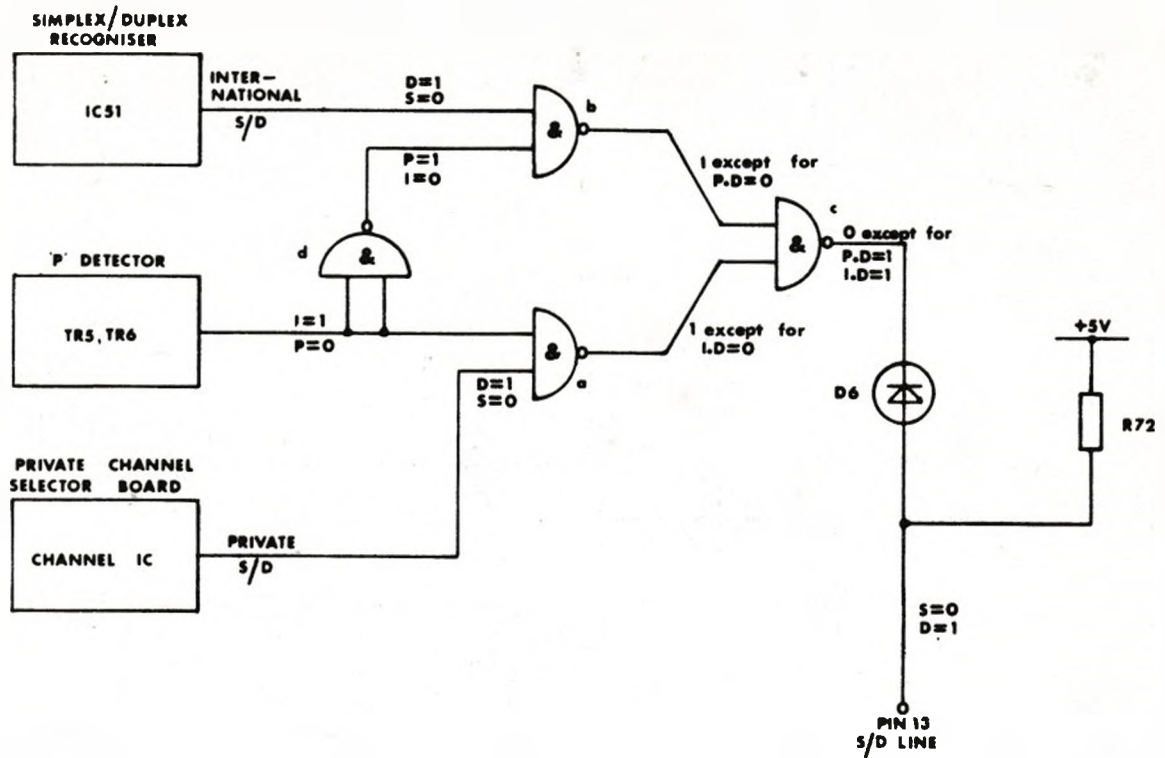 SIMPLEX/DUPLEX
RECOGNISER
IC51
INTER-
NATIONAL
S/D
D=1
S=0
&
b
P=1
I=0
1 except for
P.D=0
c
&
0 except for
P.D=1
I.D=1
d
&
'P' DETECTOR
TR5, TR6
I=1
P=0
&
a
1 except for
I.D=0
D=1
S=0
+5V
D6
R72
PRIVATE CHANNEL
SELECTOR BOARD
CHANNEL IC
PRIVATE
S/D
S=0
D=1
PIN 13
S/D LINE